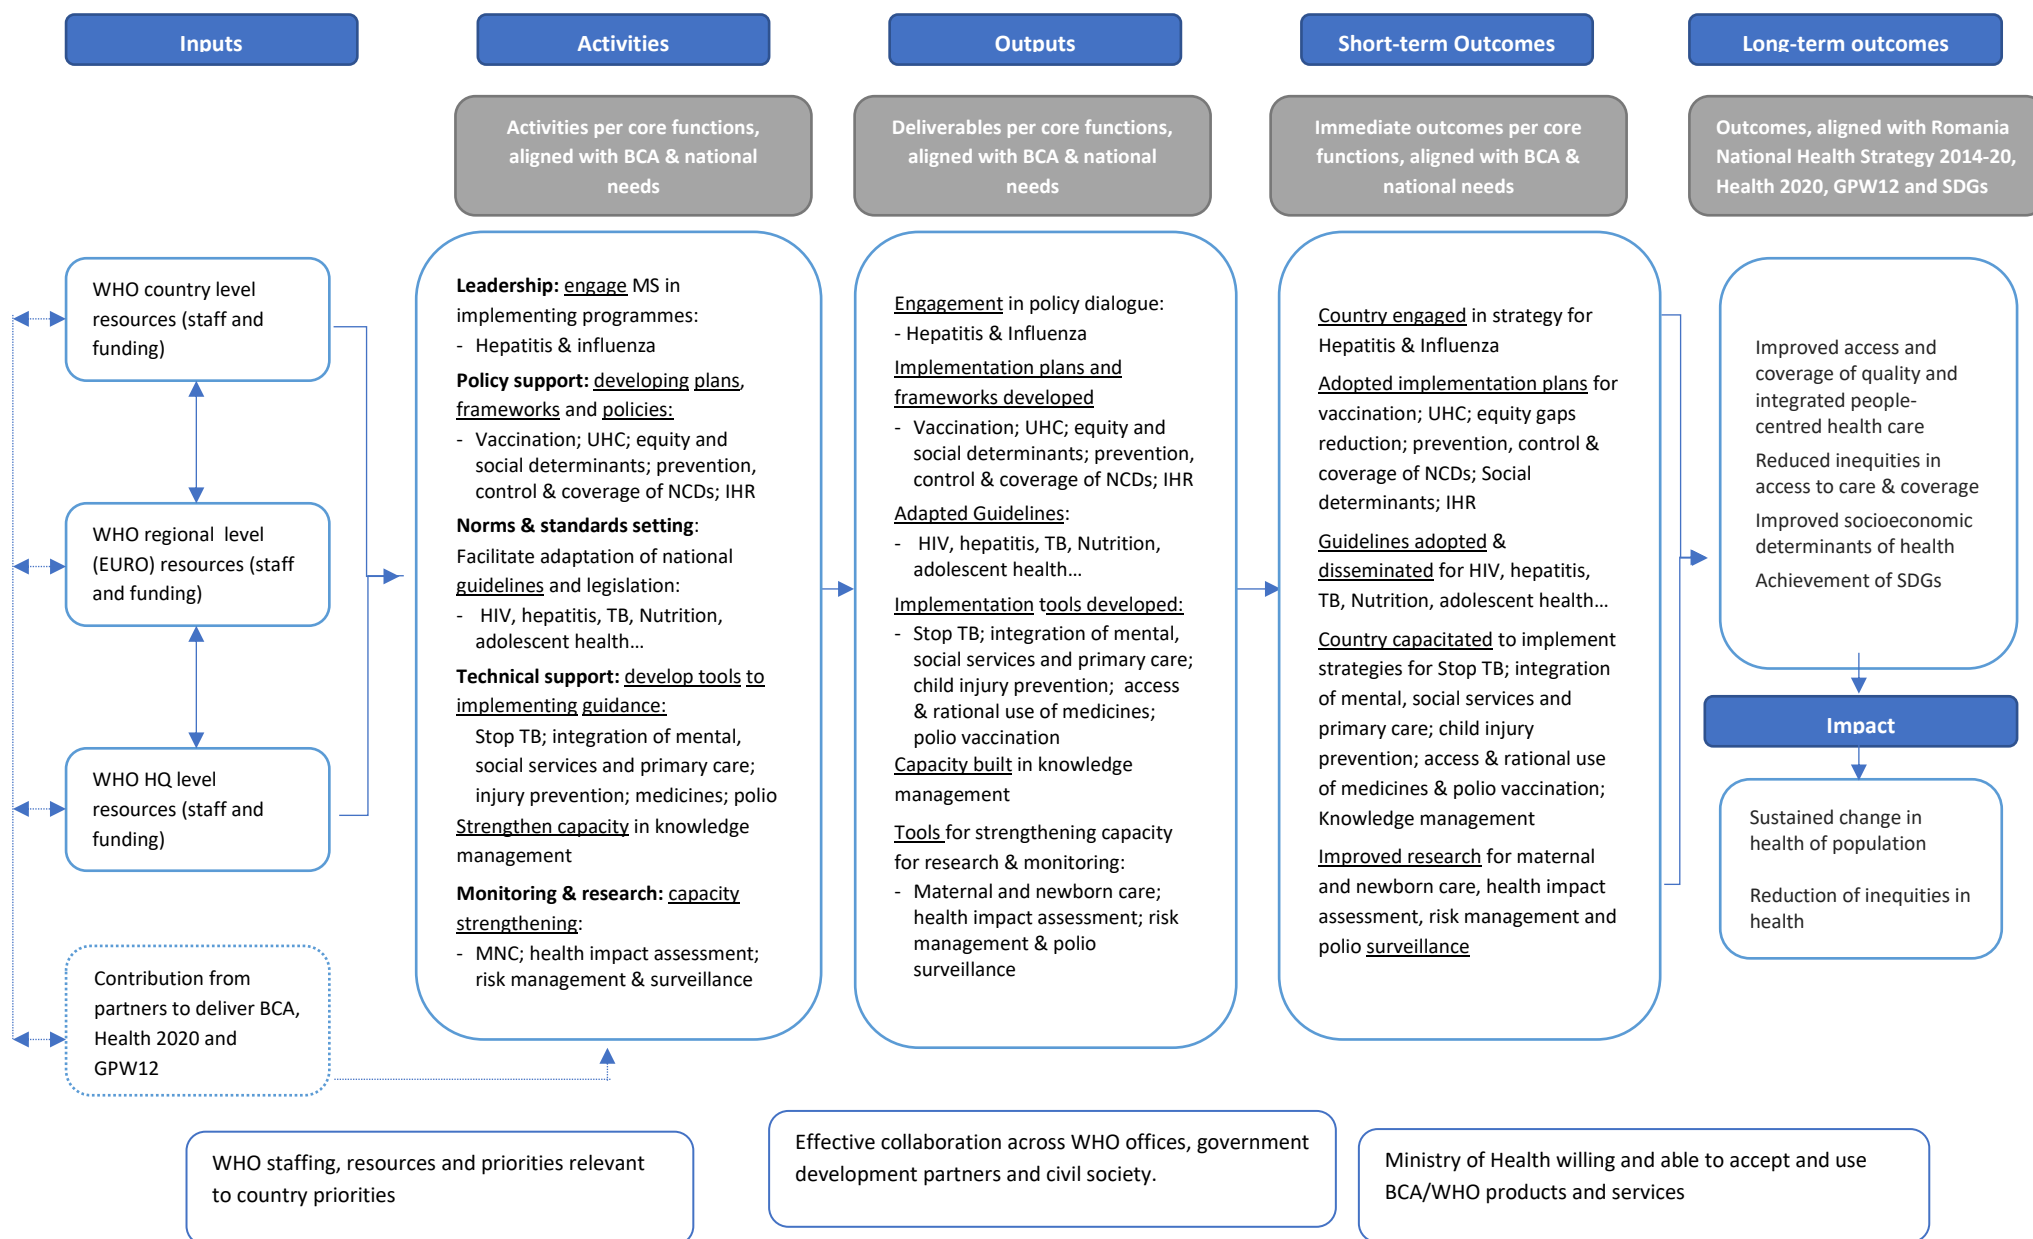 Inputs
Activities
Outputs
Short-term Outcomes
Long-term outcomes
Activities per core functions,
aligned with BCA & national
needs
Deliverables per core functions,
aligned with BCA & national
needs
Immediate outcomes per core
functions, aligned with BCA &
national needs
Outcomes, aligned with Romania
National Health Strategy 2014-20,
Health 2020, GPW12 and SDGs
WHO country level
resources (staff and
funding)
WHO regional level
(EURO) resources (staff
and funding)
WHO HQ level
resources (staff and
funding)
Contribution from
partners to deliver BCA,
Health 2020 and
GPW12
Leadership: engage MS in
implementing programmes:
- Hepatitis & influenza
Policy support: developing plans,
frameworks and policies:
- Vaccination; UHC; equity and
social determinants; prevention,
control & coverage of NCDs; IHR
Norms & standards setting:
Facilitate adaptation of national
guidelines and legislation:
- HIV, hepatitis, TB, Nutrition,
adolescent health…
Technical support: develop tools to
implementing guidance:
Stop TB; integration of mental,
social services and primary care;
injury prevention; medicines; polio
Strengthen capacity in knowledge
management
Monitoring & research: capacity
strengthening:
- MNC; health impact assessment;
risk management & surveillance
Engagement in policy dialogue:
- Hepatitis & Influenza
Implementation plans and
frameworks developed
- Vaccination; UHC; equity and
social determinants; prevention,
control & coverage of NCDs; IHR
Adapted Guidelines:
- HIV, hepatitis, TB, Nutrition,
adolescent health…
Implementation tools developed:
- Stop TB; integration of mental,
social services and primary care;
child injury prevention; access
& rational use of medicines;
polio vaccination
Capacity built in knowledge
management
Tools for strengthening capacity
for research & monitoring:
- Maternal and newborn care;
health impact assessment; risk
management & polio
surveillance
Country engaged in strategy for
Hepatitis & Influenza
Adopted implementation plans for
vaccination; UHC; equity gaps
reduction; prevention, control &
coverage of NCDs; Social
determinants; IHR
Guidelines adopted &
disseminated for HIV, hepatitis,
TB, Nutrition, adolescent health…
Country capacitated to implement
strategies for Stop TB; integration
of mental, social services and
primary care; child injury
prevention; access & rational use
of medicines & polio vaccination;
Knowledge management
Improved research for maternal
and newborn care, health impact
assessment, risk management and
polio surveillance
Improved access and
coverage of quality and
integrated people-
centred health care
Reduced inequities in
access to care & coverage
Improved socioeconomic
determinants of health
Achievement of SDGs
Impact
Sustained change in
health of population
Reduction of inequities in
health
WHO staffing, resources and priorities relevant
to country priorities
Effective collaboration across WHO offices, government
development partners and civil society.
Ministry of Health willing and able to accept and use
BCA/WHO products and services